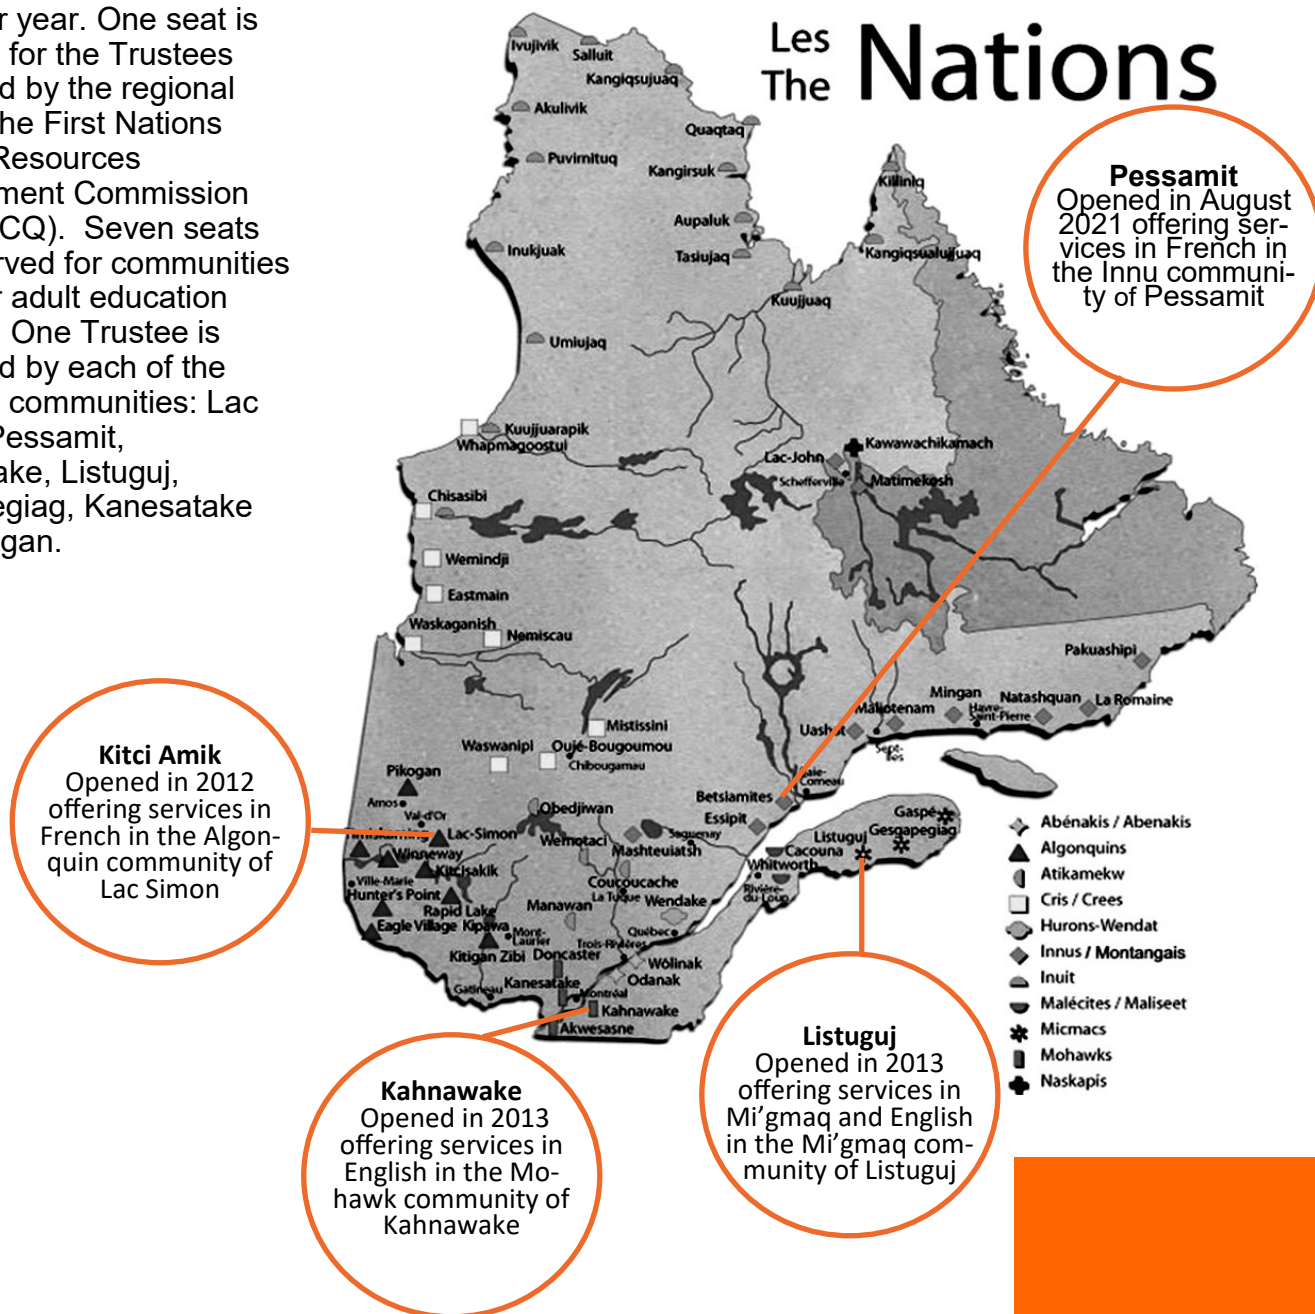 r year. One seat is
for the Trustees
d by the regional
he First Nations
Resources
ment Commission
CQ). Seven seats
rved for communities
r adult education
One Trustee is
d by each of the
communities: Lac
Pessamit,
ake, Listuguj,
egiag, Kanesatake
gan.
Les
The
Nations
Ivujivik
Salluit
Kangiqsujuaq
Akulivik
Quaqtaq
Puvirnituq
Kangirsuk
Killiniq
Aupaluk
Inukjuak
Tasiujaq
Kangiqsualujjuaq
Kuujjuaq
Umiujaq
Kuujjuarapik
Whapmagoostui
Kawawachikamach
Lac-John
Schefferville
Matimekosh
Chisasibi
Wemindji
Eastmain
Waskaganish
Nemiscau
Pakuashipi
Mingan
Natashquan
La Romaine
Maliotenam
Havre-
Saint-Pierre
Uashat
Sept-
Iles
Mistissini
Waswanipi
Oujé-Bougoumou
Chibougamau
Pikogan
Amos
Val-d'Or
Baie-
Comeau
Betsiamites
Essipit
Obedjiwan
Lac-Simon
Wemotaci
Saguenay
Mashteuiatsh
Gaspé
Gesgapegiag
Listuguj
Cacouna
Whitworth
Winneway
Kitcisakik
Ville-Marie
Hunter's Point
Coucoucache
La Tuque
Wendake
Rivière-
du-Loup
Rapid Lake
Manawan
Eagle Village
Kipawa
Mont-
Laurier
Québec
Trois-Rivières
Kitigan Zibi
Doncaster
Wôlinak
Odanak
Kanesatake
Gatineau
Montréal
Kahnawake
Akwesasne
Pessamit
Opened in August
2021 offering ser-
vices in French in
the Innu communi-
ty of Pessamit
Kitci Amik
Opened in 2012
offering services in
French in the Algon-
quin community of
Lac Simon
Kahnawake
Opened in 2013
offering services in
English in the Mo-
hawk community of
Kahnawake
Listuguj
Opened in 2013
offering services in
Mi'gmaq and English
in the Mi'gmaq com-
munity of Listuguj
Abénakis / Abenakis
Algonquins
Atikamekw
Cris / Crees
Hurons-Wendat
Innus / Montangais
Inuit
Malécites / Maliseet
Micmacs
Mohawks
Naskapis